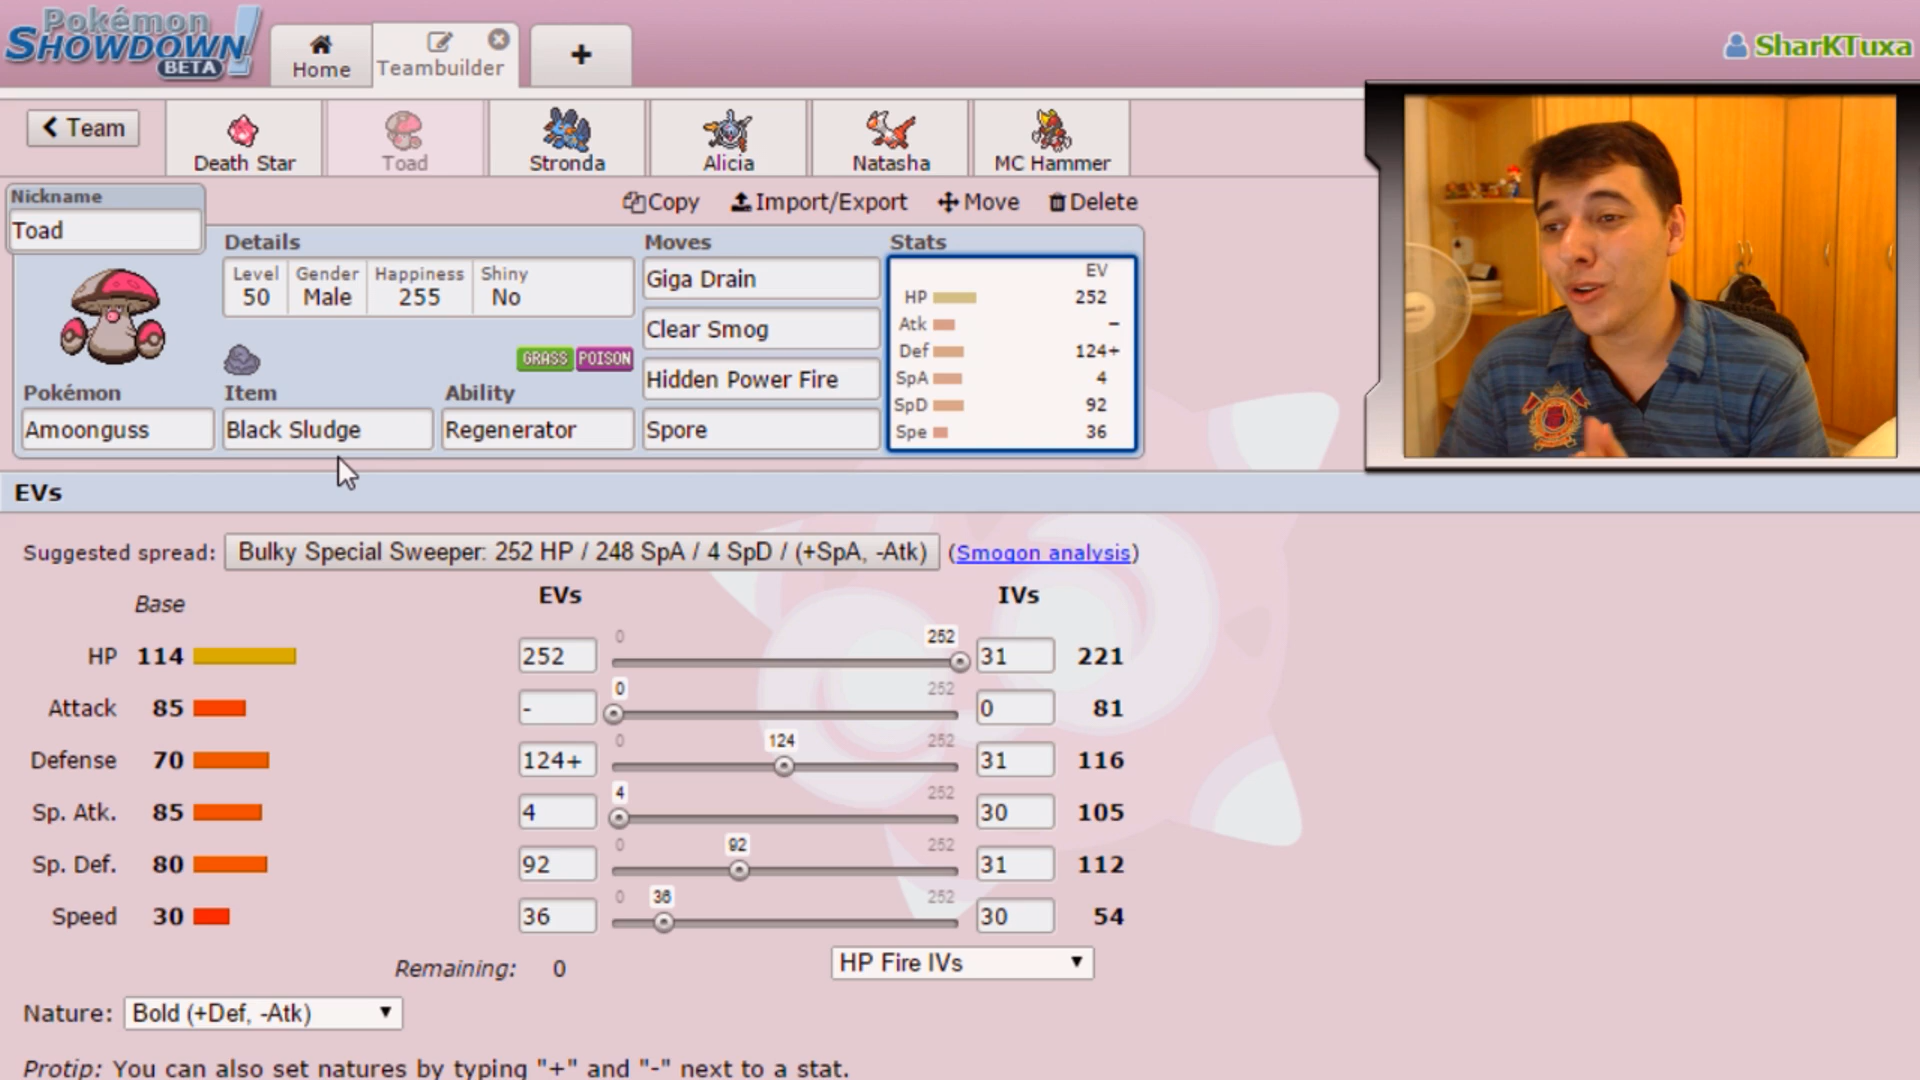 Pokémon
SHOWDOWN!
BETA
Home
Teambuilder
+
SharKTuxa
Team
Death Star
Toad
Stronda
Alicia
Natasha
MC Hammer
Nickname
Toad
Copy
Import/Export
Move
Delete
Details
Level
Gender
Happiness
Shiny
50
Male
255
No
GRASS
POISON
Pokémon
Item
Ability
Amoonguss
Black Sludge
Regenerator
Moves
Giga Drain
Clear Smog
Hidden Power Fire
Spore
Stats
EV
HP 252
Atk –
Def 124+
SpA 4
SpD 92
Spe 36
EVs
Suggested spread: Bulky Special Sweeper: 252 HP / 248 SpA / 4 SpD / (+SpA, -Atk) (Smogon analysis)
Base
EVs
IVs
HP 114 252 0 252 31 221
Attack 85 - 0 252 0 81
Defense 70 124+ 0 124 252 31 116
Sp. Atk. 85 4 4 252 30 105
Sp. Def. 80 92 0 92 252 31 112
Speed 30 36 0 36 252 30 54
Remaining: 0
HP Fire IVs
Nature: Bold (+Def, -Atk)
Protip: You can also set natures by typing "+" and "-" next to a stat.